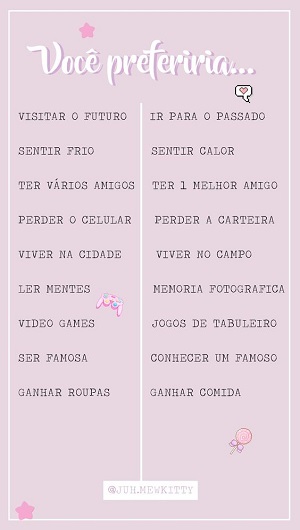 Você preferiria...
VISITAR O FUTURO IR PARA O PASSADO
SENTIR FRIO SENTIR CALOR
TER VÁRIOS AMIGOS TER 1 MELHOR AMIGO
PERDER O CELULAR PERDER A CARTEIRA
VIVER NA CIDADE VIVER NO CAMPO
LER MENTES MEMORIA FOTOGRAFICA
VIDEO GAMES JOGOS DE TABULEIRO
SER FAMOSA CONHECER UM FAMOSO
GANHAR ROUPAS GANHAR COMIDA
@JUH.MEWKITTY